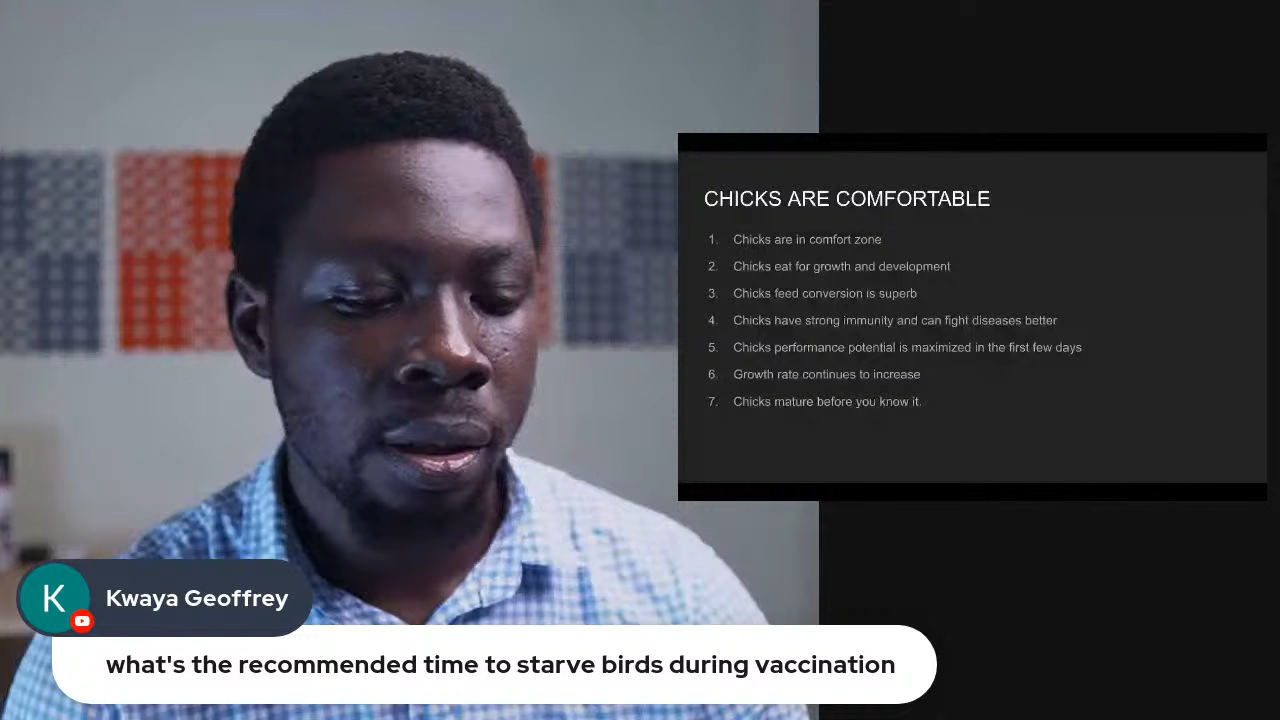 CHICKS ARE COMFORTABLE
1. Chicks are in comfort zone
2. Chicks eat for growth and development
3. Chicks feed conversion is superb
4. Chicks have strong immunity and can fight diseases better
5. Chicks performance potential is maximized in the first few days
6. Growth rate continues to increase
7. Chicks mature before you know it.
K
Kwaya Geoffrey
what's the recommended time to starve birds during vaccination